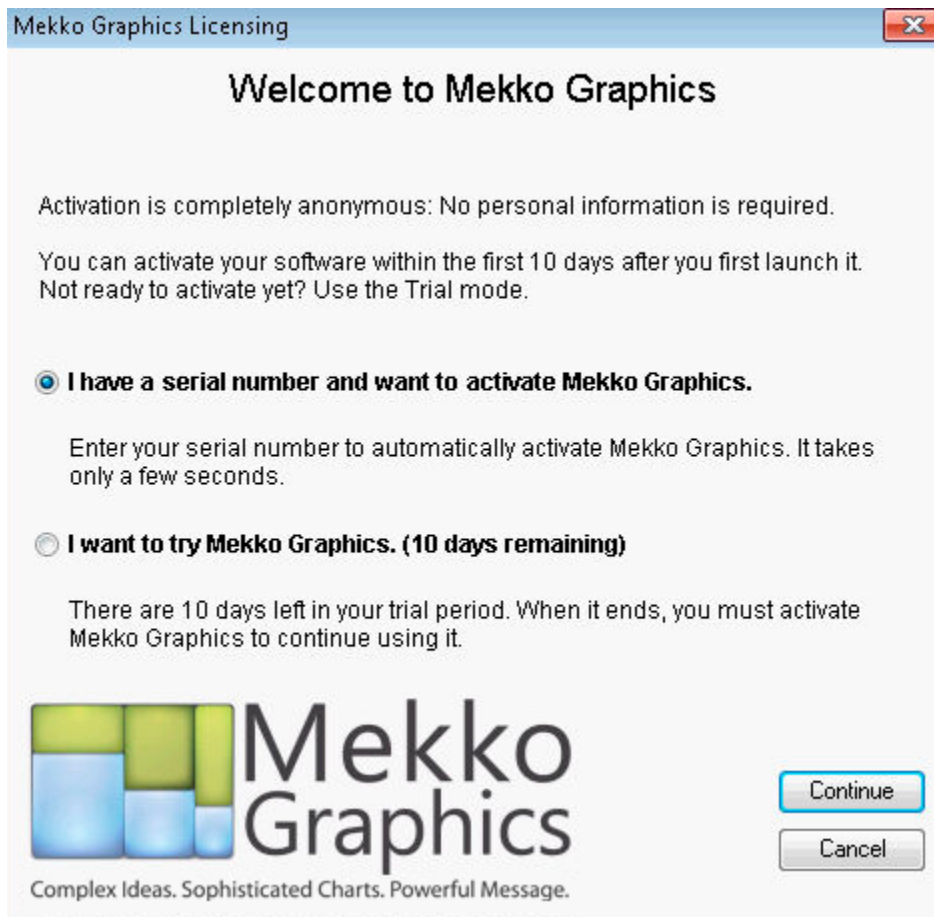 Mekko Graphics Licensing
Welcome to Mekko Graphics
Activation is completely anonymous: No personal information is required.
You can activate your software within the first 10 days after you first launch it.
Not ready to activate yet? Use the Trial mode.
I have a serial number and want to activate Mekko Graphics.
Enter your serial number to automatically activate Mekko Graphics. It takes
only a few seconds.
I want to try Mekko Graphics. (10 days remaining)
There are 10 days left in your trial period. When it ends, you must activate
Mekko Graphics to continue using it.
Mekko
Graphics
Complex Ideas. Sophisticated Charts. Powerful Message.
Continue
Cancel